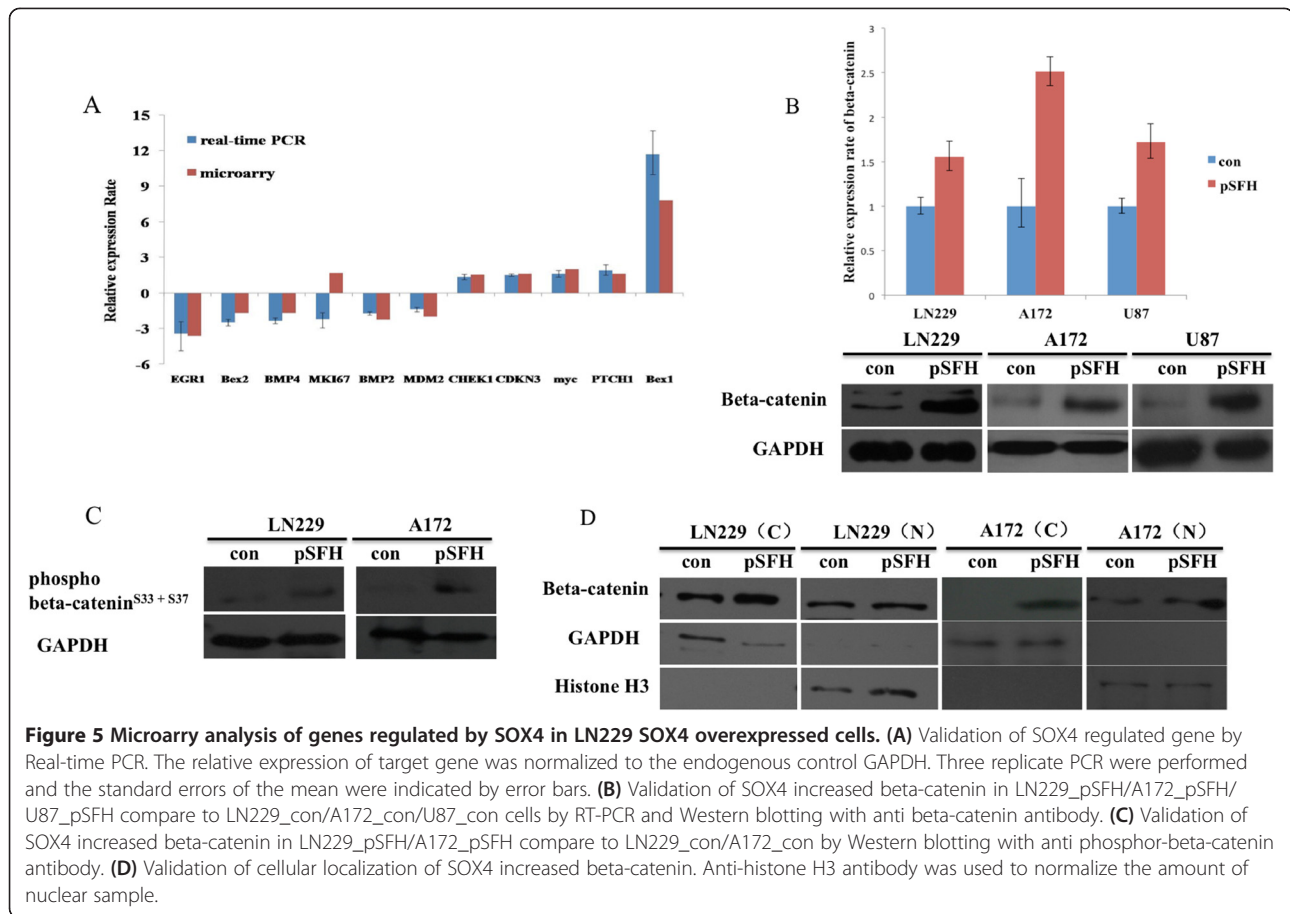 A
15
12
9
6
3
0
-3
-6
Relative expression Rate
real-time PCR
microarry
EGR1 Bex2 BMP4 MKI67 BMP2 MDM2 CHEK1 CDKN3 myc PTCH1 Bex1
B
3
2.5
2
1.5
1
0.5
0
Relative expression rate of beta-catenin
con
pSFH
LN229 A172 U87
LN229 A172 U87
con pSFH con pSFH con pSFH
Beta-catenin
GAPDH
C
LN229 A172
con pSFH con pSFH
phospho
beta-catenin^S33 + S37
GAPDH
D
LN229（C） LN229（N） A172（C） A172（N）
con pSFH con pSFH con pSFH con pSFH
Beta-catenin
GAPDH
Histone H3
Figure 5 Microarry analysis of genes regulated by SOX4 in LN229 SOX4 overexpressed cells. (A) Validation of SOX4 regulated gene by
Real-time PCR. The relative expression of target gene was normalized to the endogenous control GAPDH. Three replicate PCR were performed
and the standard errors of the mean were indicated by error bars. (B) Validation of SOX4 increased beta-catenin in LN229_pSFH/A172_pSFH/
U87_pSFH compare to LN229_con/A172_con/U87_con cells by RT-PCR and Western blotting with anti beta-catenin antibody. (C) Validation of
SOX4 increased beta-catenin in LN229_pSFH/A172_pSFH compare to LN229_con/A172_con by Western blotting with anti phosphor-beta-catenin
antibody. (D) Validation of cellular localization of SOX4 increased beta-catenin. Anti-histone H3 antibody was used to normalize the amount of
nuclear sample.